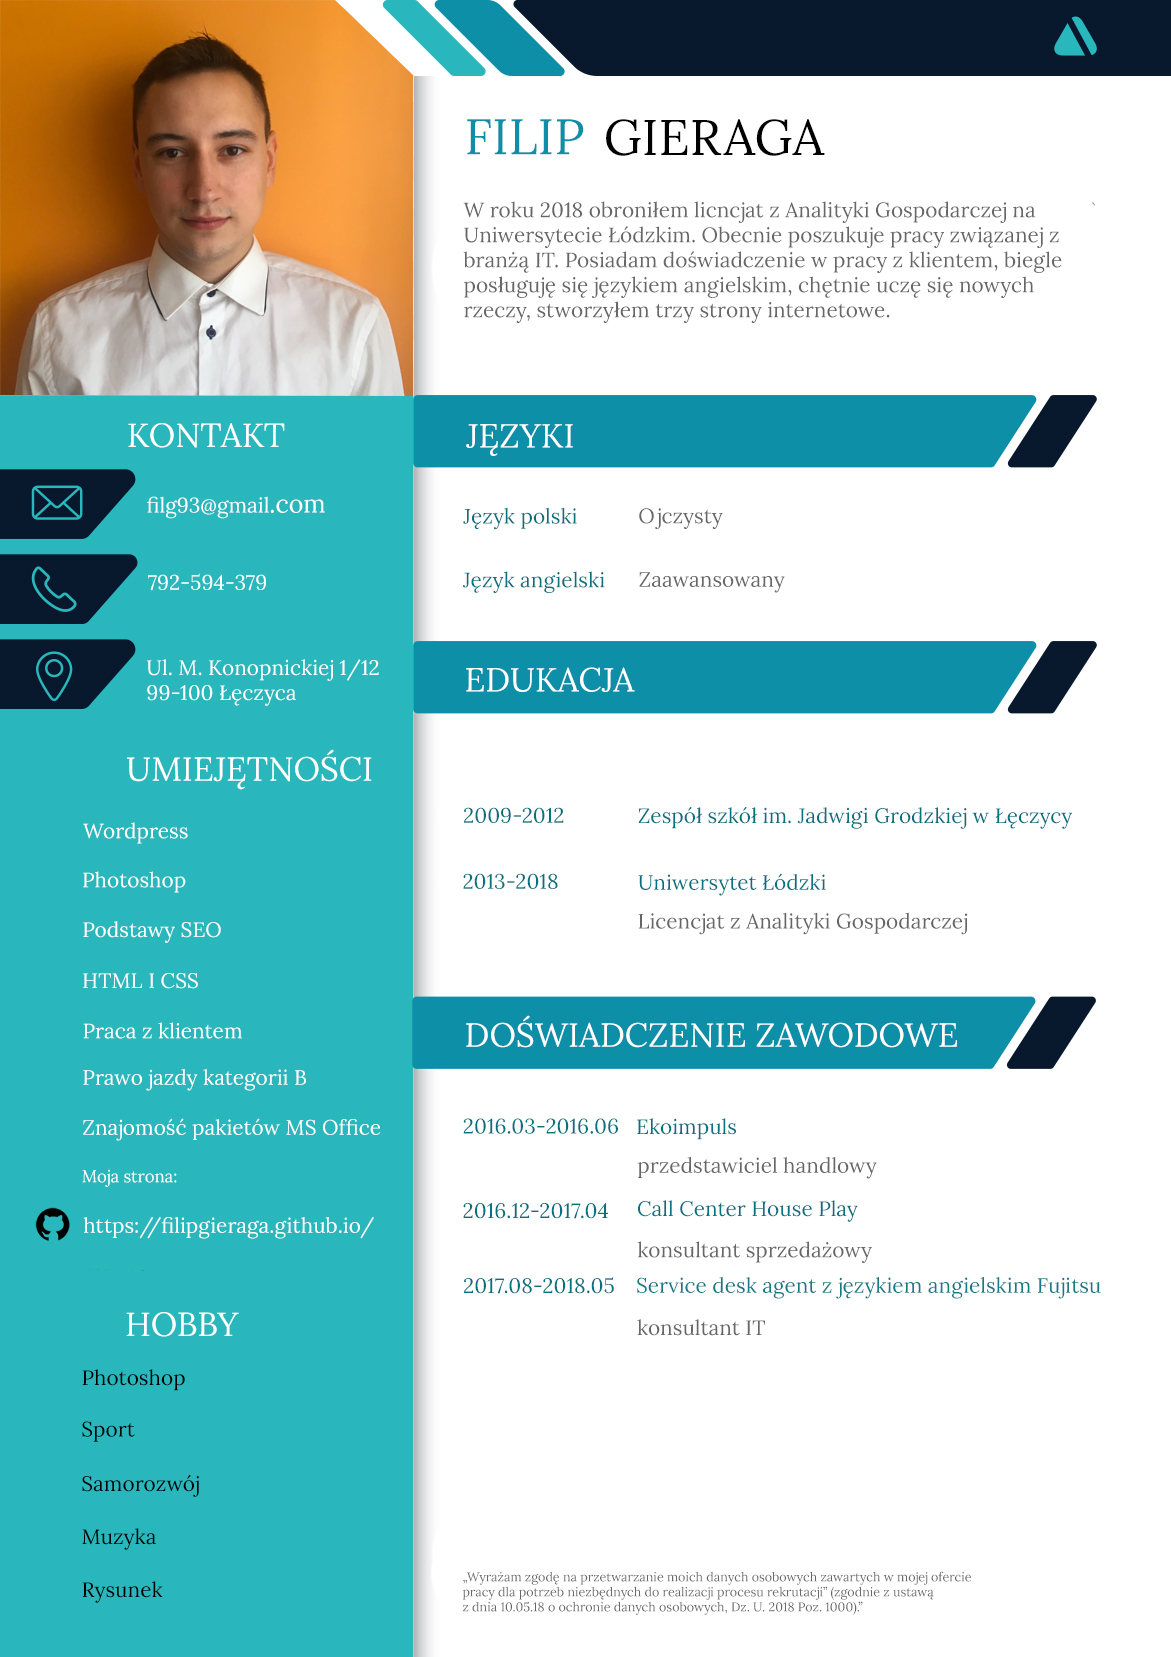 FILIP GIERAGA
W roku 2018 obroniłem licncjat z Analityki Gospodarczej na `
Uniwersytecie Łódzkim. Obecnie poszukuje pracy związanej z
branżą IT. Posiadam doświadczenie w pracy z klientem, biegle
posługuję się językiem angielskim, chętnie uczę się nowych
rzeczy, stworzyłem trzy strony internetowe.
KONTAKT
filg93@gmail.com
792-594-379
Ul. M. Konopnickiej 1/12
99-100 Łęczyca
UMIEJĘTNOŚCI
Wordpress
Photoshop
Podstawy SEO
HTML I CSS
Praca z klientem
Prawo jazdy kategorii B
Znajomość pakietów MS Office
Moja strona:
https://filipgieraga.github.io/
HOBBY
Photoshop
Sport
Samorozwój
Muzyka
Rysunek
JĘZYKI
Język polski Ojczysty
Język angielski Zaawansowany
EDUKACJA
2009-2012 Zespół szkół im. Jadwigi Grodzkiej w Łęczycy
2013-2018 Uniwersytet Łódzki
Licencjat z Analityki Gospodarczej
DOŚWIADCZENIE ZAWODOWE
2016.03-2016.06 Ekoimpuls
przedstawiciel handlowy
2016.12-2017.04 Call Center House Play
konsultant sprzedażowy
2017.08-2018.05 Service desk agent z językiem angielskim Fujitsu
konsultant IT
„Wyrażam zgodę na przetwarzanie moich danych osobowych zawartych w mojej ofercie
pracy dla potrzeb niezbędnych do realizacji procesu rekrutacji” (zgodnie z ustawą
z dnia 10.05.18 o ochronie danych osobowych, Dz. U. 2018 Poz. 1000).”